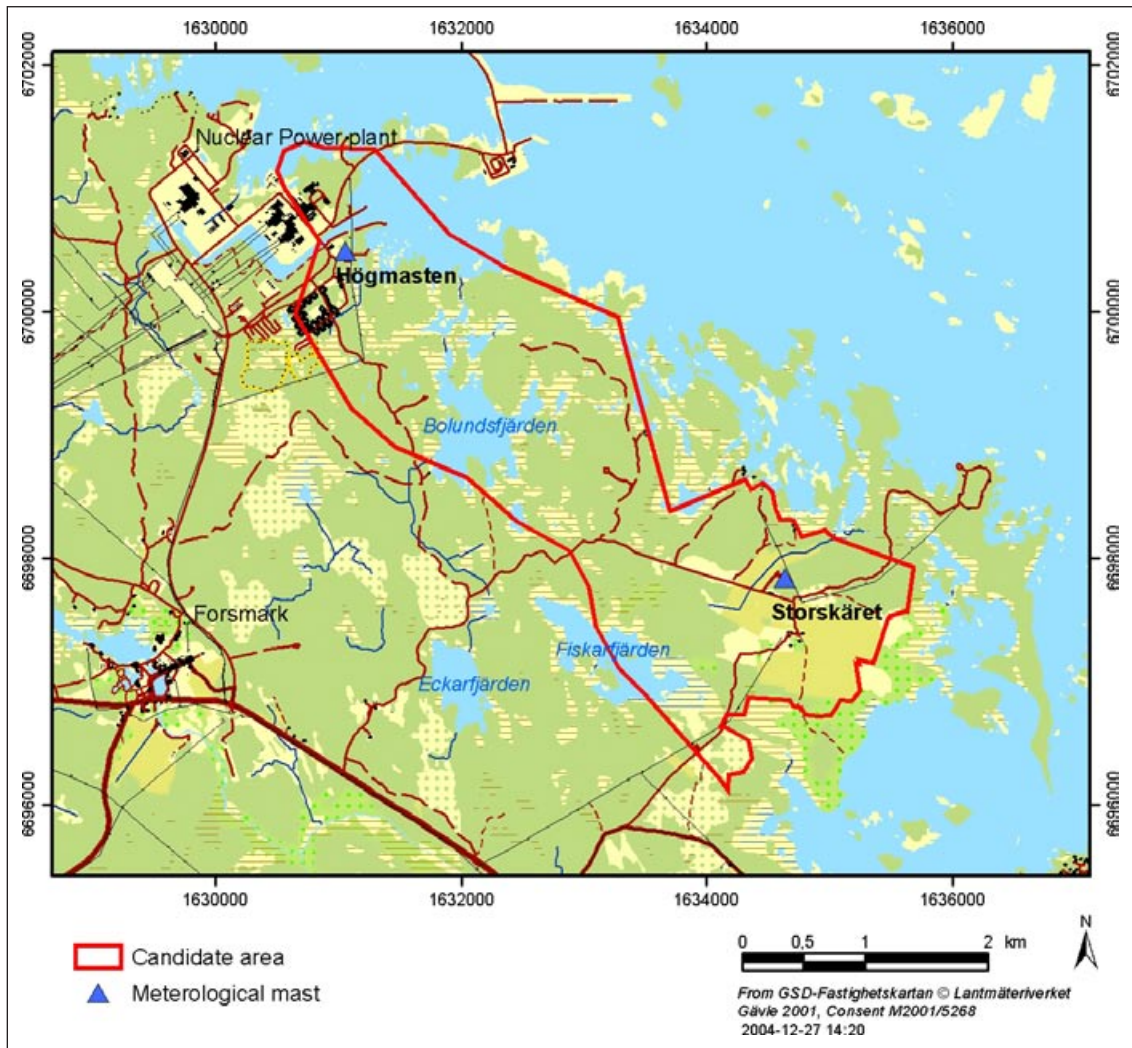 1630000 1632000 1634000 1636000
6702000 6702000
Nuclear Power plant
Högmasten
6700000 6700000
Bolundsfjärden
6698000 6698000
Forsmark
Storskäret
Fiskarfjärden
Eckarfjärden
6696000 6696000
1630000 1632000 1634000 1636000
Candidate area
Meterological mast
0 0,5 1 2 km
N
From GSD-Fastighetskartan © Lantmäteriverket
Gävle 2001, Consent M2001/5268
2004-12-27 14:20